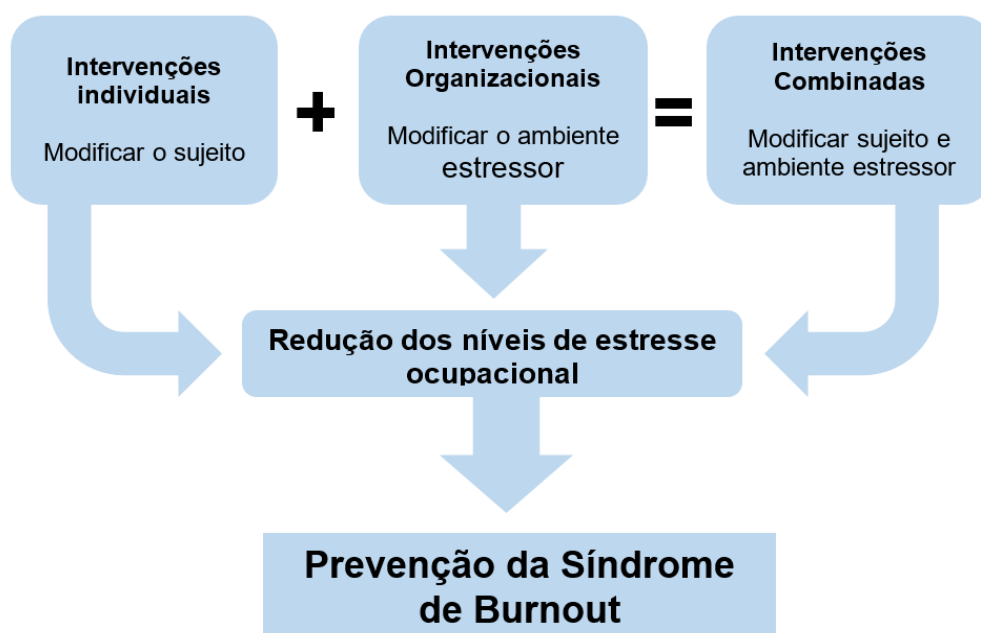 Intervenções
individuais
Modificar o sujeito
+
Intervenções
Organizacionais
Modificar o ambiente
estressor
=
Intervenções
Combinadas
Modificar sujeito e
ambiente estressor
Redução dos níveis de estresse
ocupacional
Prevenção da Síndrome
de Burnout